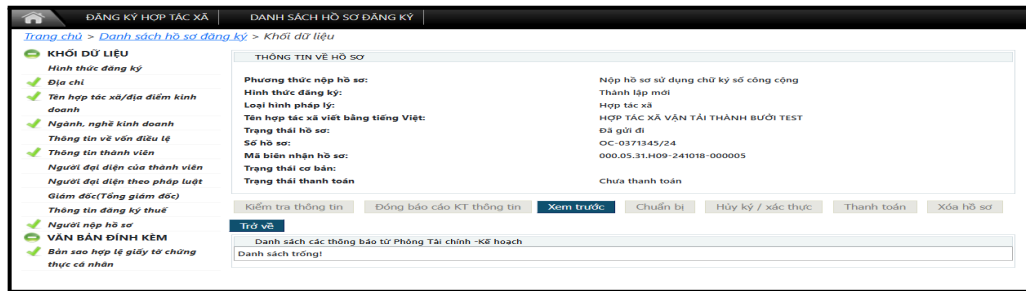 ĐĂNG KÝ HỢP TÁC XÃ DANH SÁCH HỒ SƠ ĐĂNG KÝ
Trang chủ > Danh sách hồ sơ đăng ký > Khối dữ liệu
KHỐI DỮ LIỆU
Hình thức đăng ký
Địa chỉ
Tên hợp tác xã/địa điểm kinh
doanh
Ngành, nghề kinh doanh
Thông tin về vốn điều lệ
Thông tin thành viên
Người đại diện của thành viên
Người đại diện theo pháp luật
Giám đốc(Tổng giám đốc)
Thông tin đăng ký thuế
Người nộp hồ sơ
VĂN BẢN ĐÍNH KÈM
Bản sao hợp lệ giấy tờ chứng
thực cá nhân
THÔNG TIN VỀ HỒ SƠ
Phương thức nộp hồ sơ: Nộp hồ sơ sử dụng chữ ký số công cộng
Hình thức đăng ký: Thành lập mới
Loại hình pháp lý: Hợp tác xã
Tên hợp tác xã viết bằng tiếng Việt: HỢP TÁC XÃ VẬN TẢI THÀNH BƯỞI TEST
Trạng thái hồ sơ: Đã gửi đi
Số hồ sơ: OC-0371345/24
Mã biên nhận hồ sơ: 000.05.31.H09-241018-000005
Trạng thái cơ bản:
Trạng thái thanh toán Chưa thanh toán
Kiểm tra thông tin Đóng báo cáo KT thông tin Xem trước Chuẩn bị Hủy ký / xác thực Thanh toán Xóa hồ sơ
Trở về
Danh sách các thông báo từ Phòng Tài chính -Kế hoạch
Danh sách trống!